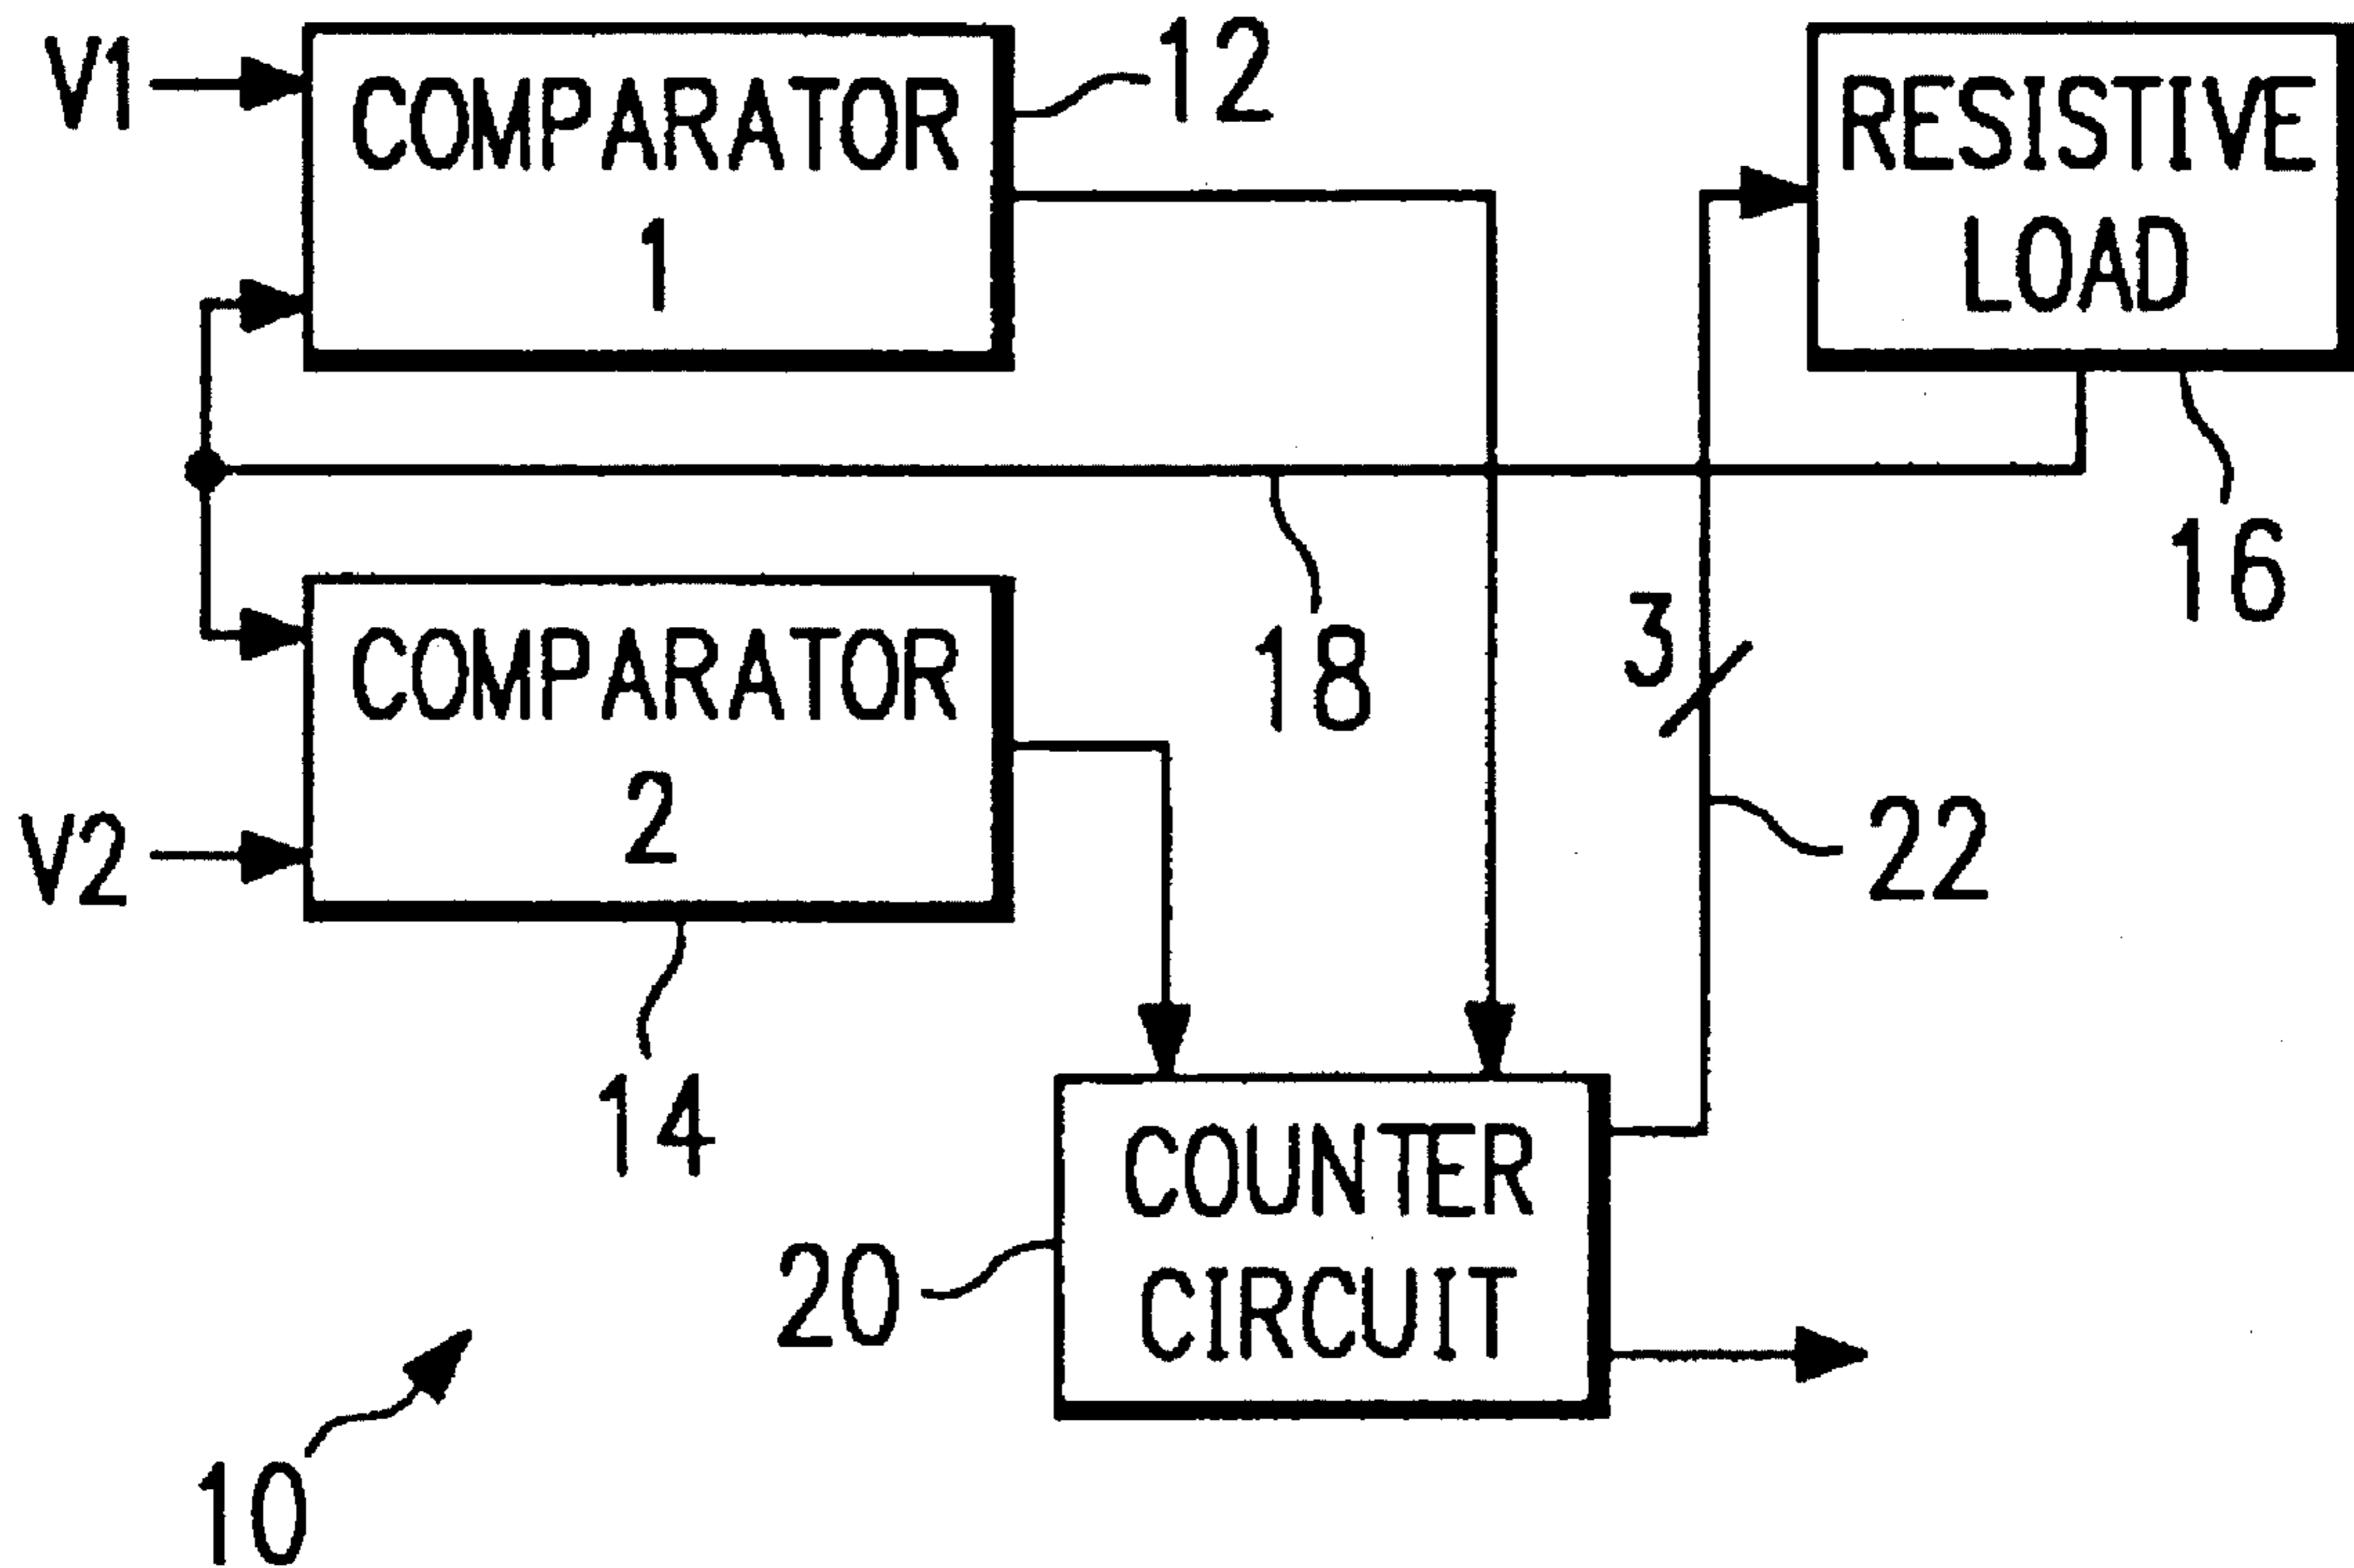 V1
COMPARATOR
1
12
RESISTIVE
LOAD
16
18
3
22
COMPARATOR
2
V2
14
COUNTER
CIRCUIT
20
10